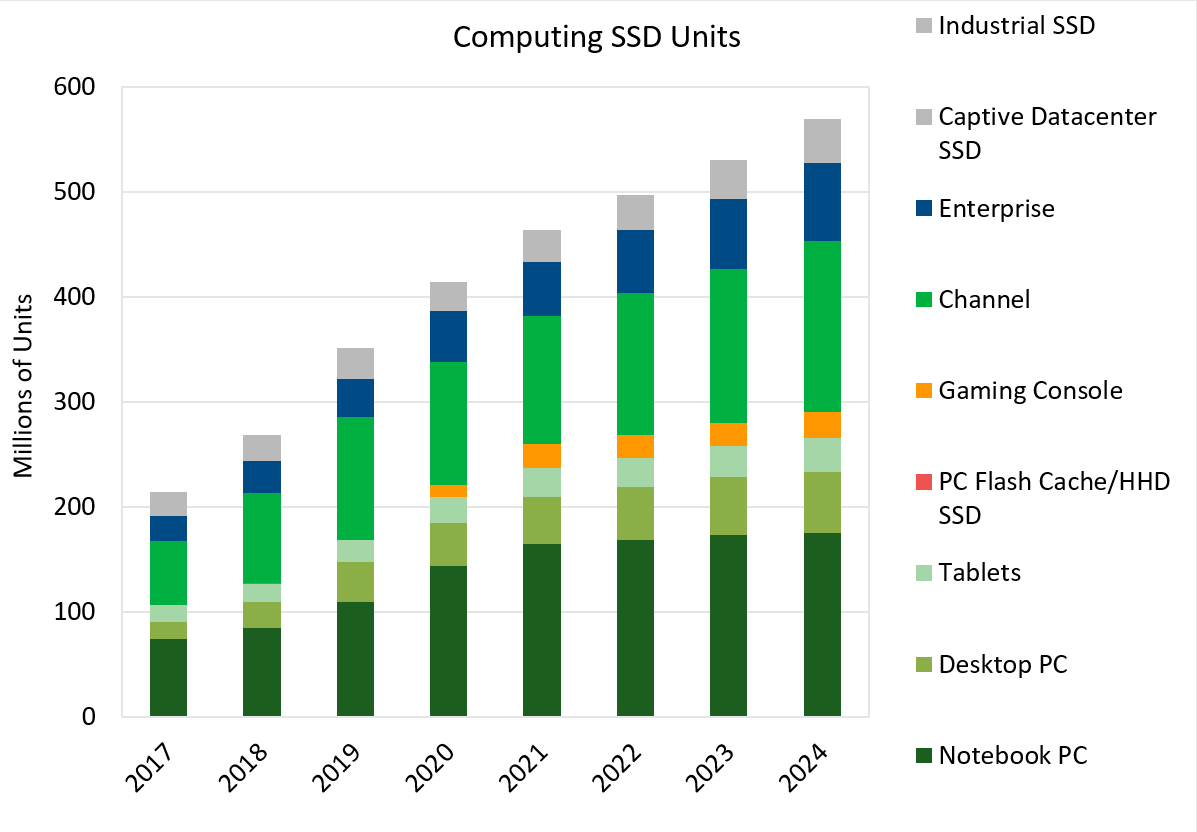 Computing SSD Units
Millions of Units
600
500
400
300
200
100
0
2017
2018
2019
2020
2021
2022
2023
2024
Industrial SSD
Captive Datacenter
SSD
Enterprise
Channel
Gaming Console
PC Flash Cache/HHD
SSD
Tablets
Desktop PC
Notebook PC